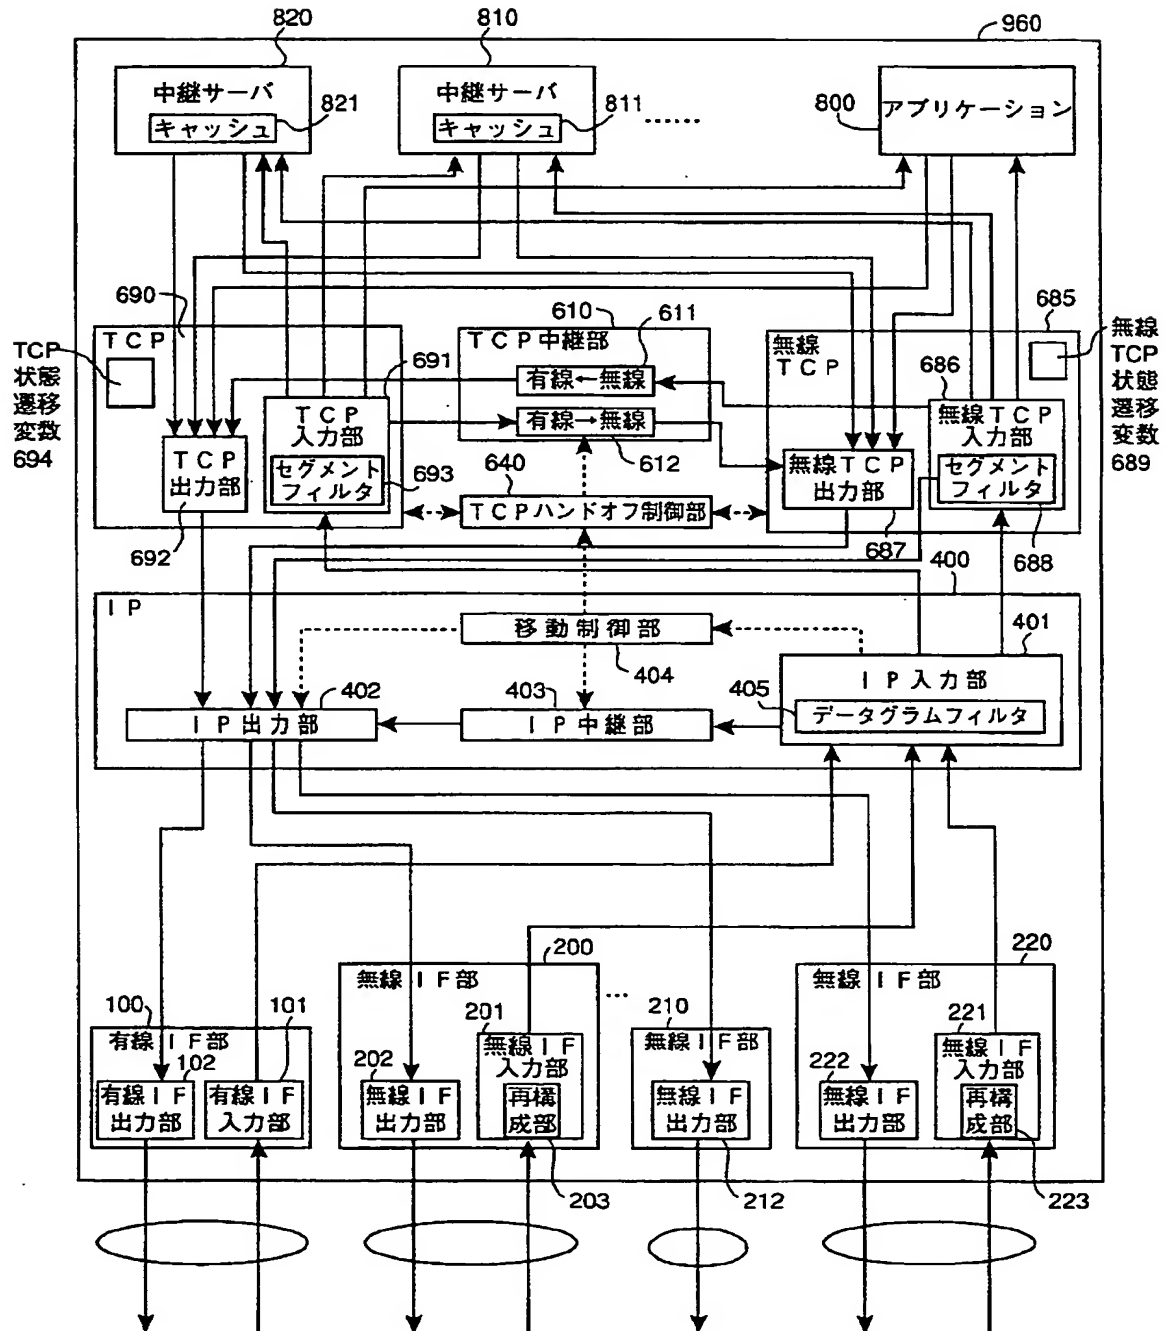 820
810
960
中継サーバ
821
キャッシュ
中継サーバ
811
キャッシュ
......
800
アプリケーション
690
610
611
685
TCP
状態
遷移
変数
694
TCP
691
TCP中継部
有線←無線
有線→無線
612
無線
TCP
686
無線
TCP
状態
遷移
変数
689
TCP
入力部
セグメント
フィルタ
693
TCP
出力部
692
640
TCPハンドオフ制御部
無線TCP
出力部
687
無線TCP
入力部
セグメント
フィルタ
688
400
IP
移動制御部
404
401
IP入力部
405
データグラムフィルタ
402
IP出力部
403
IP中継部
200
無線IF部
...
220
無線IF部
100
有線IF部
102
101
有線IF
出力部
有線IF
入力部
202
無線IF
出力部
201
無線IF
入力部
再構
成部
203
210
無線IF部
無線IF
出力部
212
222
無線IF
出力部
221
無線IF
入力部
再構
成部
223